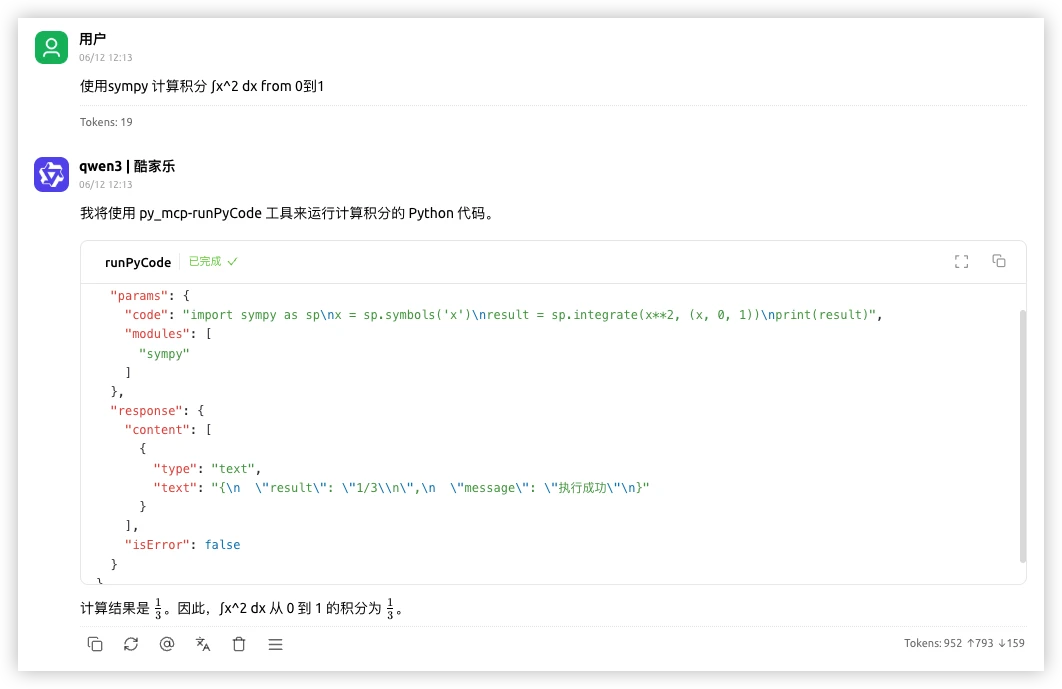 用户
06/12 12:13
使用sympy 计算积分 ∫x^2 dx from 0到1
Tokens: 19
qwen3 | 酷家乐
06/12 12:13
我将使用 py_mcp-runPyCode 工具来运行计算积分的 Python 代码。
runPyCode 已完成
"params": {
"code": "import sympy as sp\nx = sp.symbols('x')\nresult = sp.integrate(x**2, (x, 0, 1))\nprint(result)",
"modules": [
"sympy"
]
},
"response": {
"content": [
{
"type": "text",
"text": "{\n  \"result\": \"1/3\\n\",\n  \"message\": \"执行成功\"\n}"
}
],
"isError": false
}
}
计算结果是 1/3。因此，∫x^2 dx 从 0 到 1 的积分为 1/3。
Tokens: 952 ↑793 ↓159